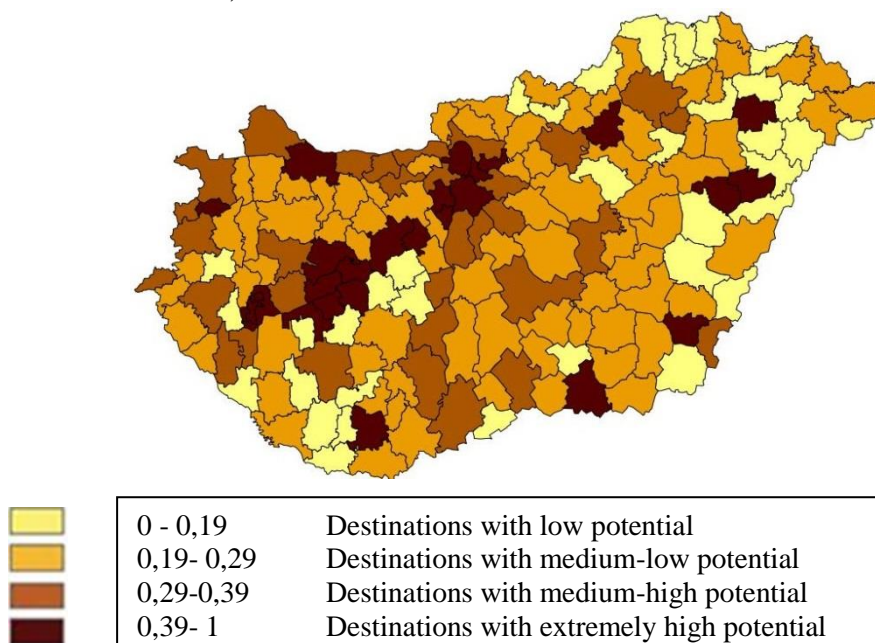 0 - 0,19 Destinations with low potential
0,19- 0,29 Destinations with medium-low potential
0,29-0,39 Destinations with medium-high potential
0,39- 1 Destinations with extremely high potential